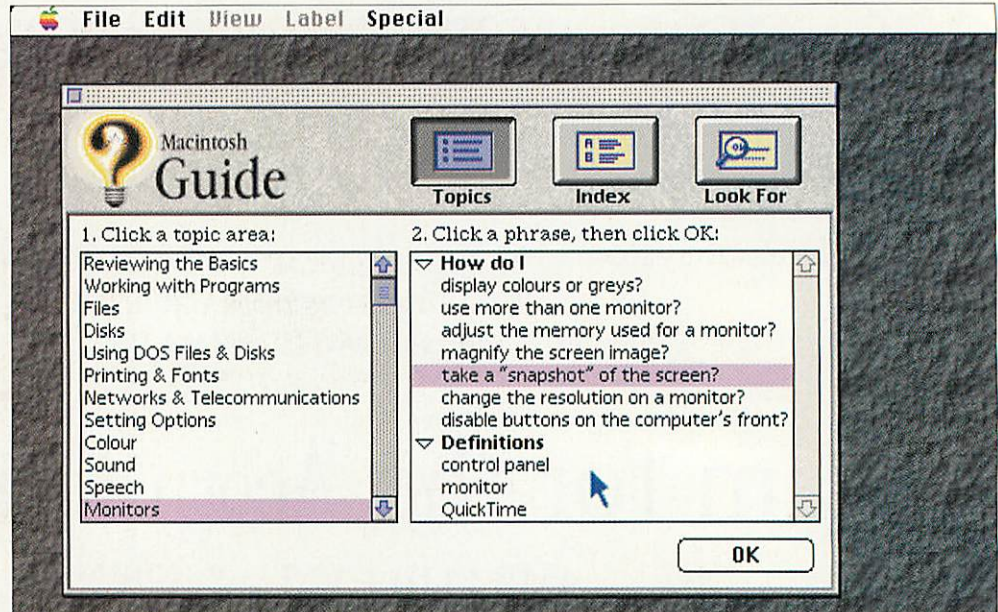 File Edit View Label Special
Macintosh
Guide
Topics
Index
Look For
1. Click a topic area:
Reviewing the Basics
Working with Programs
Files
Disks
Using DOS Files & Disks
Printing & Fonts
Networks & Telecommunications
Setting Options
Colour
Sound
Speech
Monitors
2. Click a phrase, then click OK:
How do I
display colours or greys?
use more than one monitor?
adjust the memory used for a monitor?
magnify the screen image?
take a "snapshot" of the screen?
change the resolution on a monitor?
disable buttons on the computer's front?
Definitions
control panel
monitor
QuickTime
OK